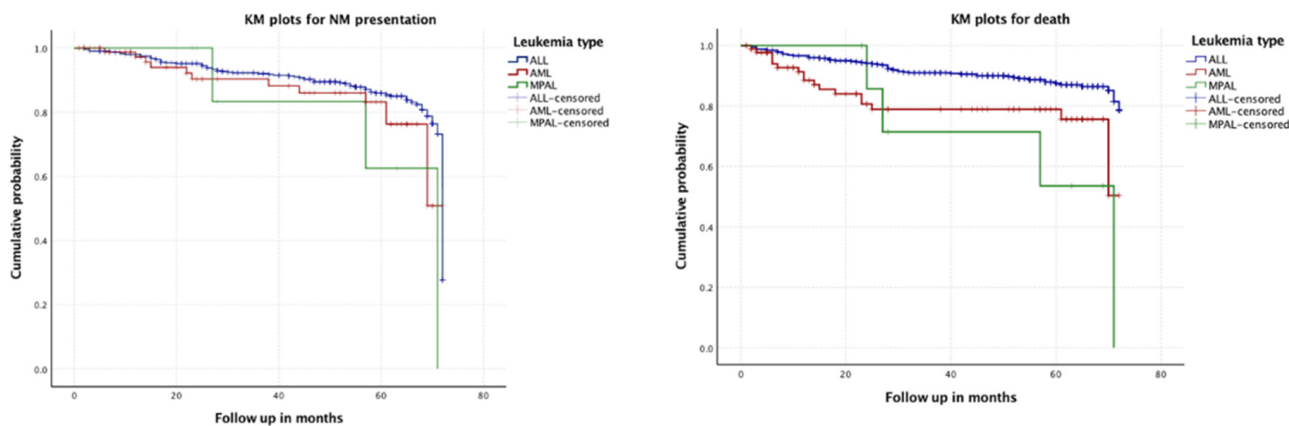 KM plots for NM presentation
Leukemia type
ALL
AML
MPAL
ALL-censored
AML-censored
MPAL-censored
Cumulative probability
1.0
0.8
0.6
0.4
0.2
0.0
0
20
40
60
80
Follow up in months
KM plots for death
Leukemia type
ALL
AML
MPAL
ALL-censored
AML-censored
MPAL-censored
Cumulative probability
1.0
0.8
0.6
0.4
0.2
0.0
0
20
40
60
80
Follow up in months